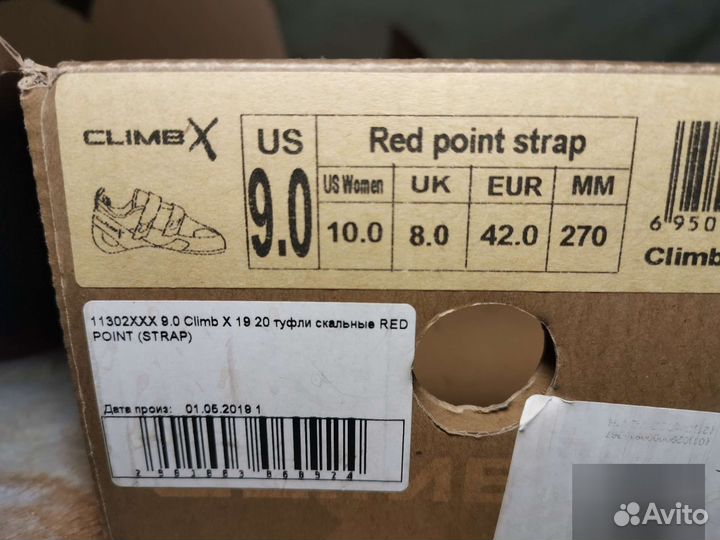 CLIMB X
US
9.0
Red point strap
US Women UK EUR MM
10.0 8.0 42.0 270
6 950
Climb
11302XXX 9.0 Climb X 19 20 туфли скальные RED
POINT (STRAP)
Дата произ: 01.05.2019 1
Avito